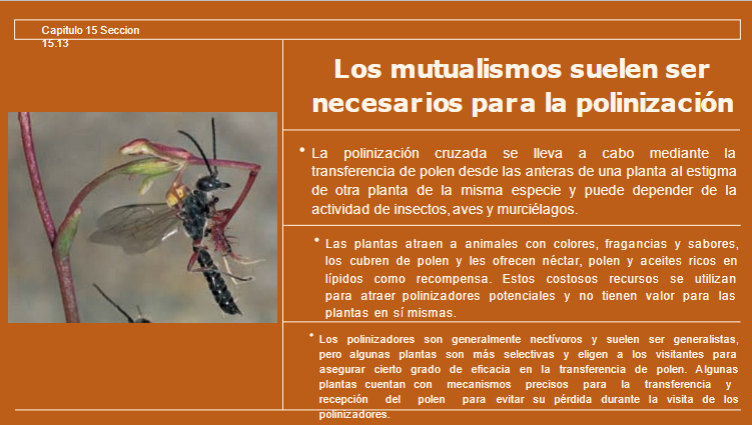 Capitulo 15 Seccion
15.13
Los mutualismos suelen ser
necesarios para la polinización
• La polinización cruzada se lleva a cabo mediante la
transferencia de polen desde las anteras de una planta al estigma
de otra planta de la misma especie y puede depender de la
actividad de insectos, aves y murciélagos.
• Las plantas atraen a animales con colores, fragancias y sabores,
los cubren de polen y les ofrecen néctar, polen y aceites ricos en
lípidos como recompensa. Estos costosos recursos se utilizan
para atraer polinizadores potenciales y no tienen valor para las
plantas en sí mismas.
• Los polinizadores son generalmente nectívoros y suelen ser generalistas,
pero algunas plantas son más selectivas y eligen a los visitantes para
asegurar cierto grado de eficacia en la transferencia de polen. Algunas
plantas cuentan con mecanismos precisos para la transferencia y
recepción del polen para evitar su pérdida durante la visita de los
polinizadores.